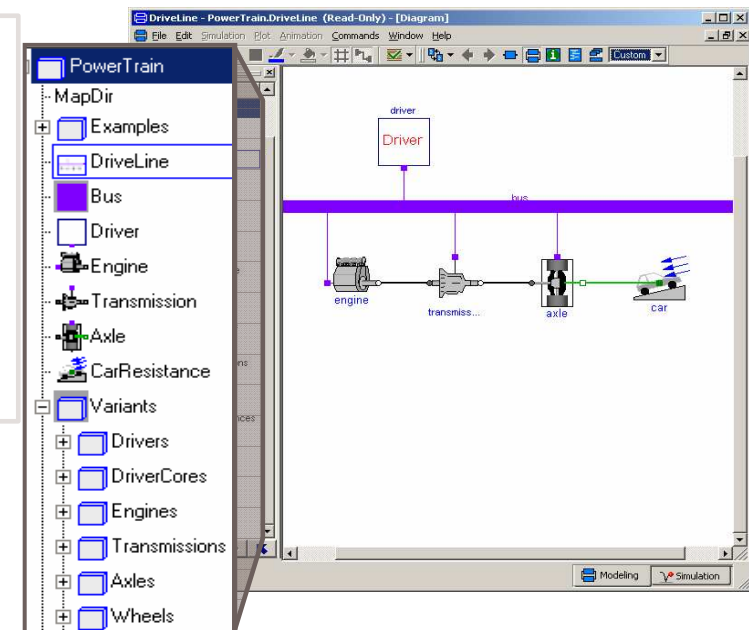 DriveLine - PowerTrain.DriveLine (Read-Only) - [Diagram]
File Edit Simulation Plot Animation Commands Window Help
Custom
PowerTrain
MapDir
Examples
DriveLine
Bus
Driver
Engine
Transmission
Axle
CarResistance
Variants
Drivers
DriverCores
Engines
Transmissions
Axles
Wheels
ns
nces
driver
Driver
bus
engine
transmiss...
axle
car
Modeling
Simulation